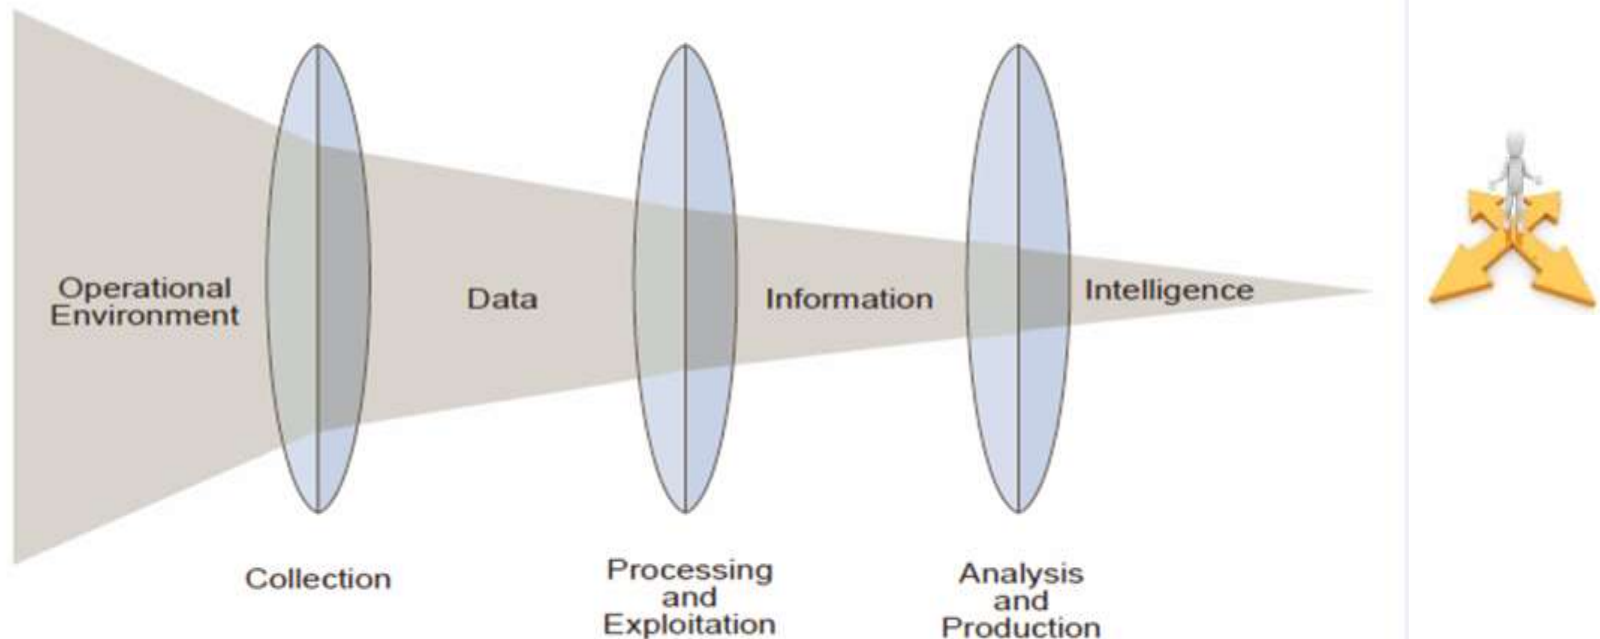 Operational
Environment
Data
Information
Intelligence
Collection
Processing
and
Exploitation
Analysis
and
Production